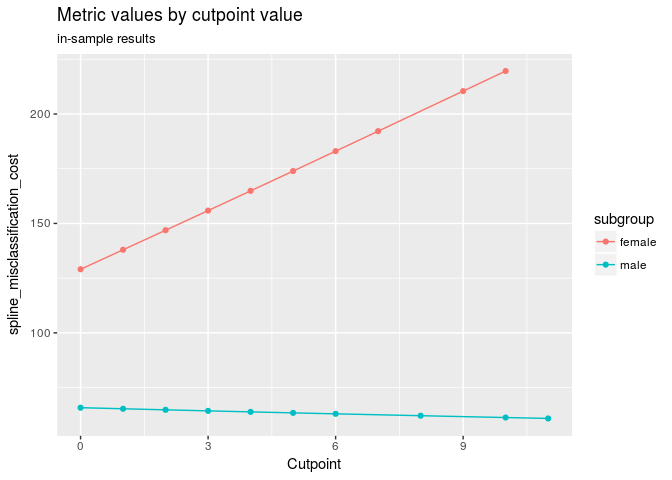 Metric values by cutpoint value
in-sample results
spline_misclassification_cost
200
150
100
0 3 6 9
Cutpoint
subgroup
female
male